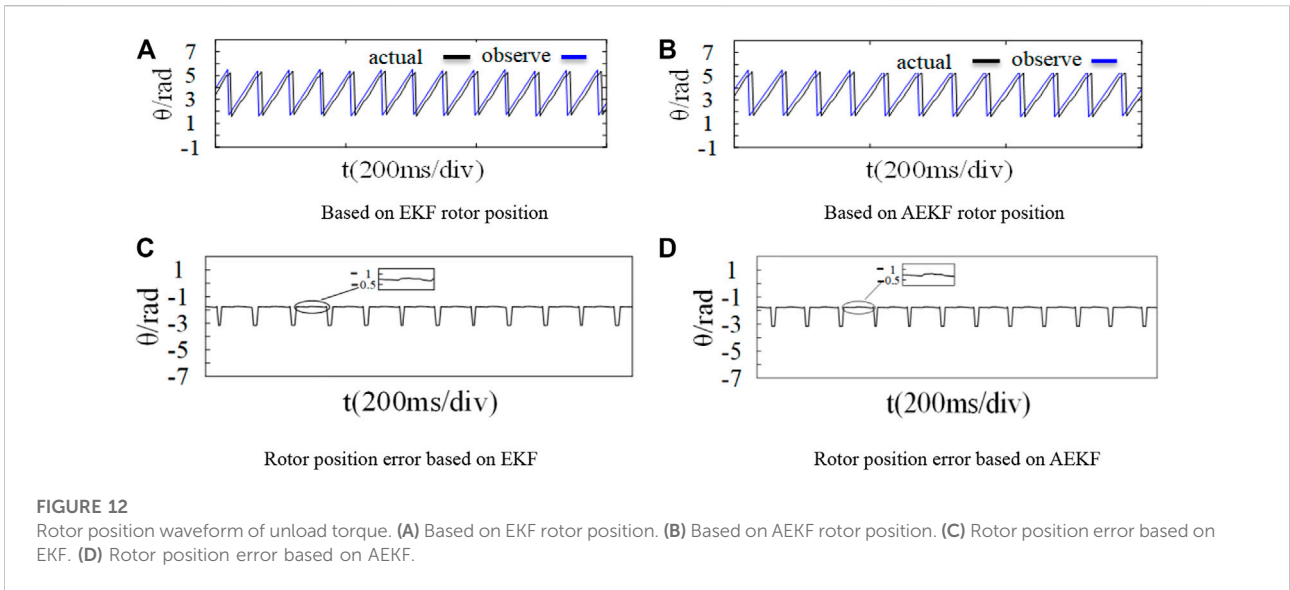 A
7
5
3
1
-1
θ/rad
actual observe
t(200ms/div)
Based on EKF rotor position
B
7
5
3
1
-1
θ/rad
actual observe
t(200ms/div)
Based on AEKF rotor position
C
1
-1
-3
-5
-7
θ/rad
- 1
-0.5
t(200ms/div)
Rotor position error based on EKF
D
1
-1
-3
-5
-7
θ/rad
- 1
-0.5
t(200ms/div)
Rotor position error based on AEKF
FIGURE 12
Rotor position waveform of unload torque. (A) Based on EKF rotor position. (B) Based on AEKF rotor position. (C) Rotor position error based on
EKF. (D) Rotor position error based on AEKF.